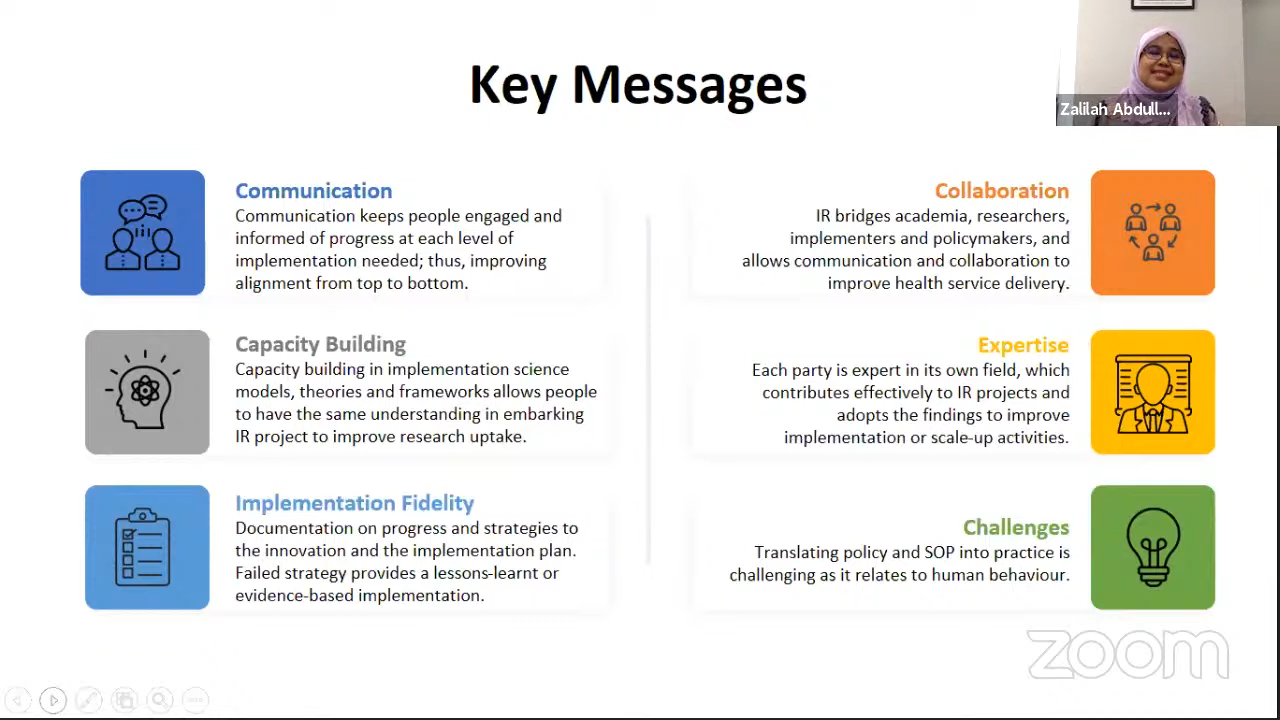 Key Messages
Zalilah Abdull...
Communication
Communication keeps people engaged and
informed of progress at each level of
implementation needed; thus, improving
alignment from top to bottom.
Capacity Building
Capacity building in implementation science
models, theories and frameworks allows people
to have the same understanding in embarking
IR project to improve research uptake.
Implementation Fidelity
Documentation on progress and strategies to
the innovation and the implementation plan.
Failed strategy provides a lessons-learnt or
evidence-based implementation.
Collaboration
IR bridges academia, researchers,
implementers and policymakers, and
allows communication and collaboration to
improve health service delivery.
Expertise
Each party is expert in its own field, which
contributes effectively to IR projects and
adopts the findings to improve
implementation or scale-up activities.
Challenges
Translating policy and SOP into practice is
challenging as it relates to human behaviour.
zoom